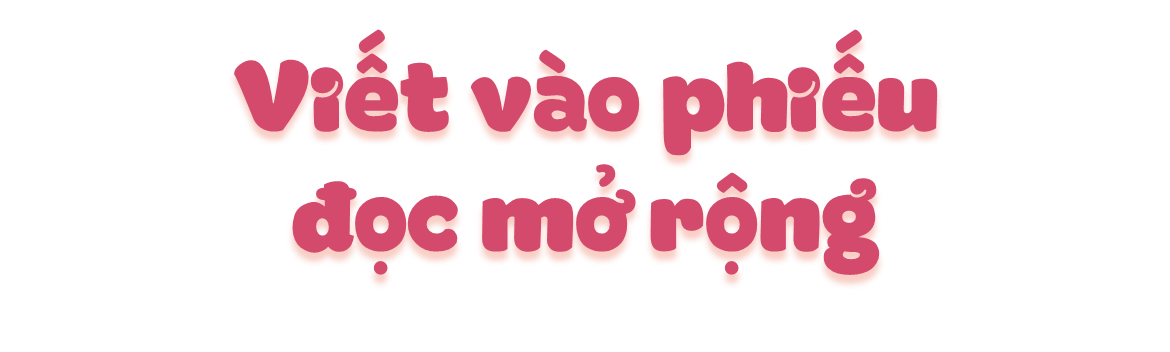 Viết vào phiếu
đọc mở rộng